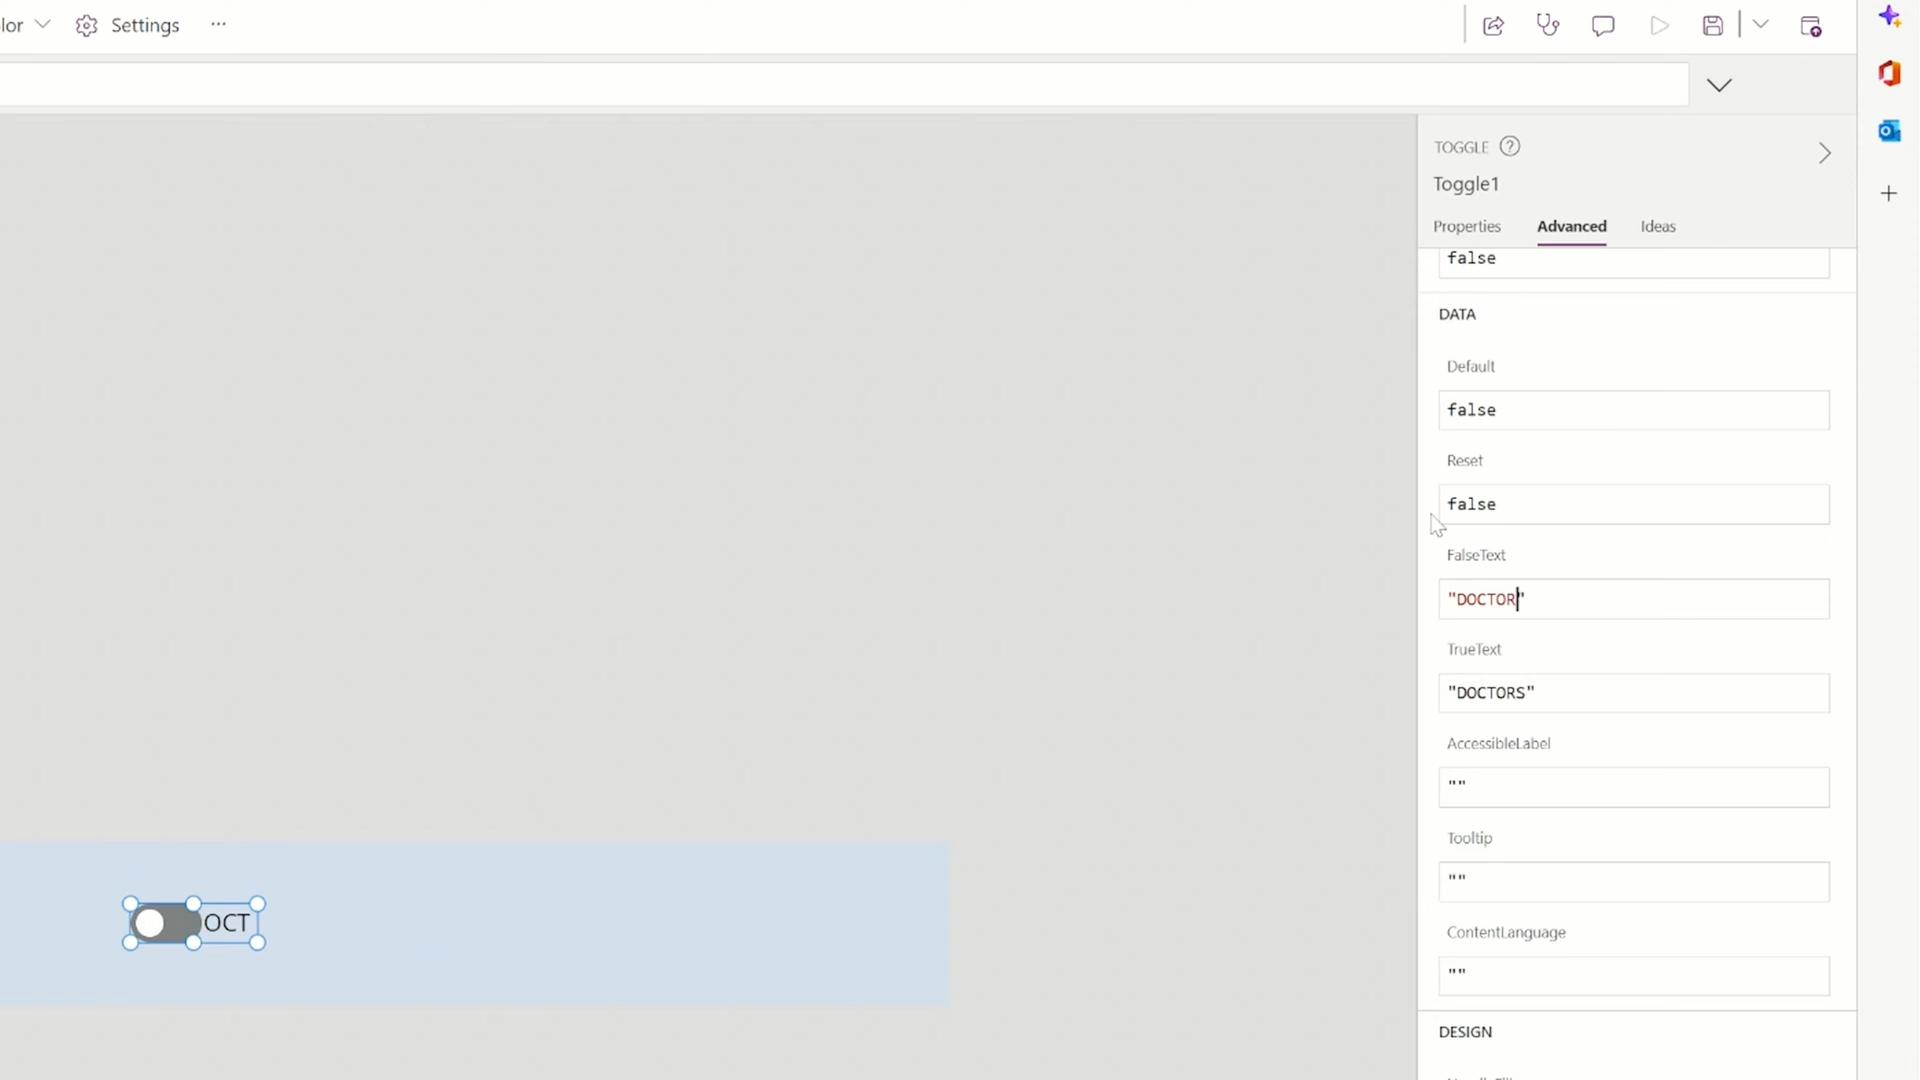 lor
Settings
TOGGLE
Toggle1
Properties Advanced Ideas
false
DATA
Default
false
Reset
false
FalseText
"DOCTOR"
TrueText
"DOCTORS"
AccessibleLabel
""
Tooltip
""
ContentLanguage
""
DESIGN
OCT